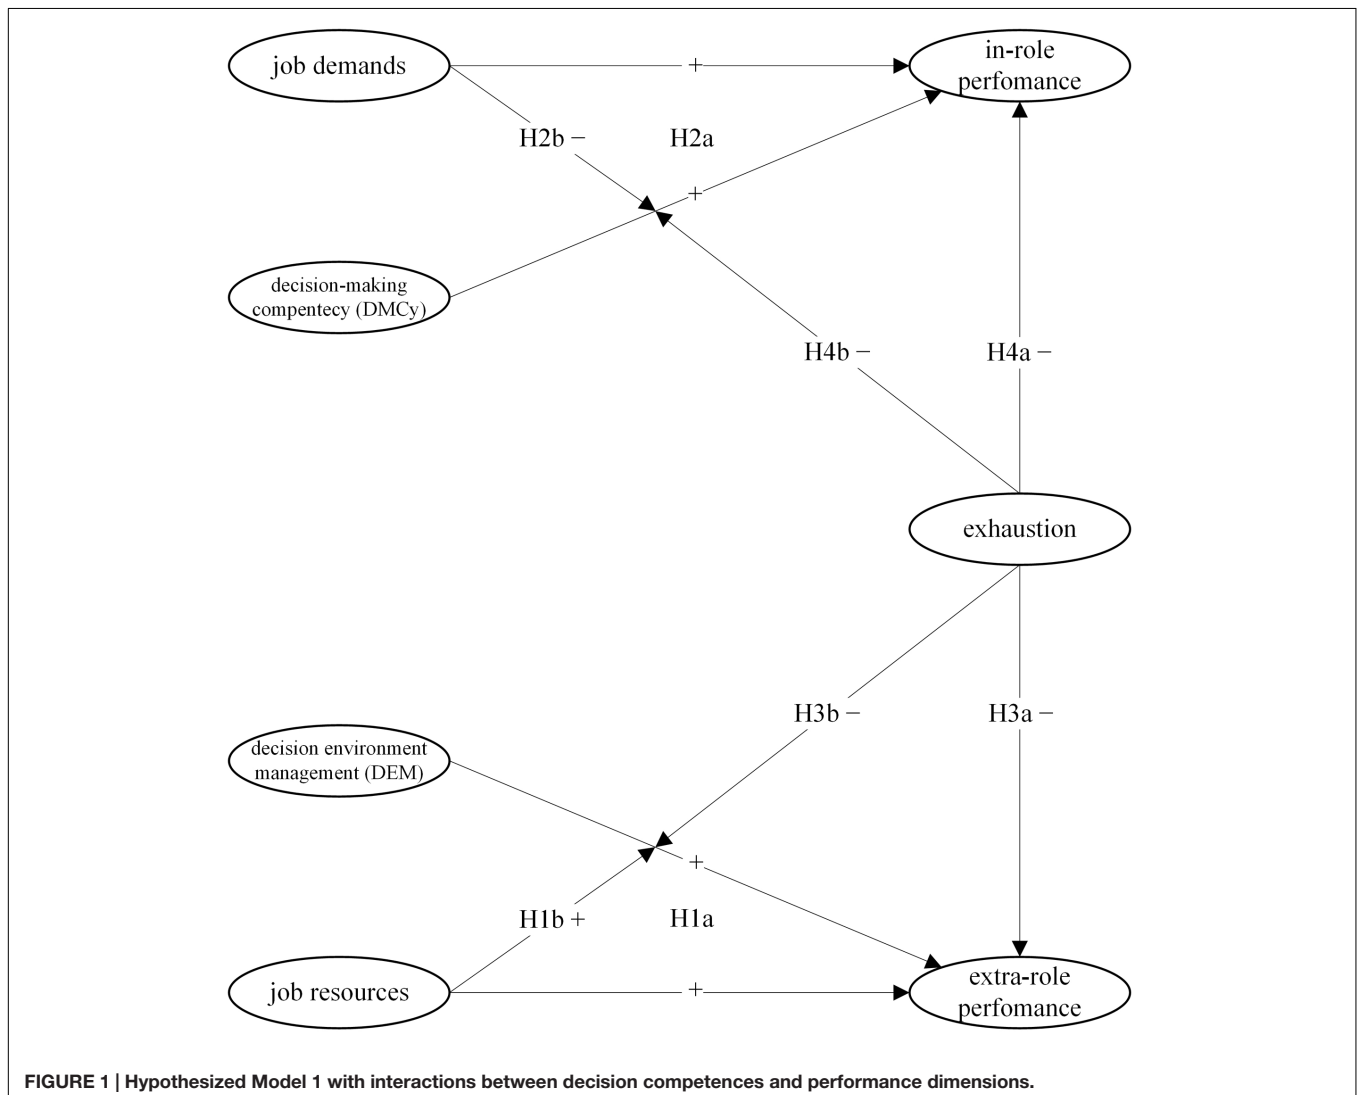 job demands
+
in-role
perfomance
H2b −
H2a
+
decision-making
compentecy (DMCy)
H4b −
H4a −
exhaustion
H3b −
H3a −
decision environment
management (DEM)
+
H1b +
H1a
job resources
+
extra-role
perfomance
FIGURE 1 | Hypothesized Model 1 with interactions between decision competences and performance dimensions.